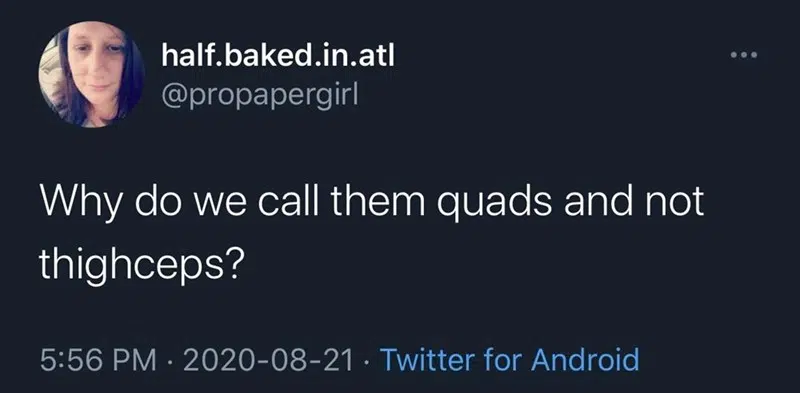 half.baked.in.atl
@propapergirl
Why do we call them quads and not
thighceps?
5:56 PM · 2020-08-21 · Twitter for Android